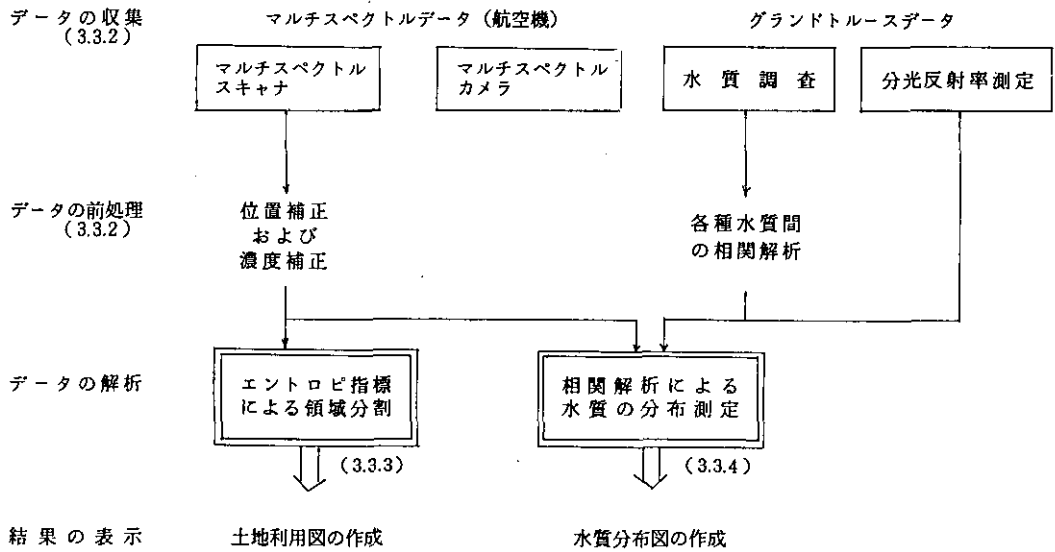 データの収集 マルチスペクトルデータ（航空機） グランドトルースデータ
(3.3.2)
マルチスペクトル
スキャナ
マルチスペクトル
カメラ
水質調査
分光反射率測定
データの前処理
(3.3.2)
位置補正
および
濃度補正
各種水質間
の相関解析
データの解析
エントロピ指標
による領域分割
相関解析による
水質の分布測定
(3.3.3)
(3.3.4)
結果の表示 土地利用図の作成 水質分布図の作成